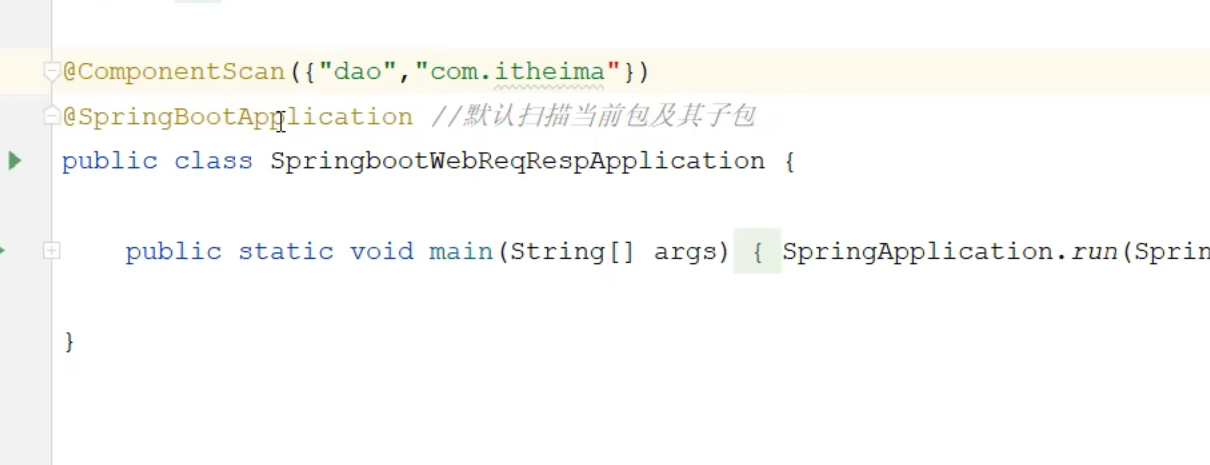 @ComponentScan({"dao","com.itheima"})
@SpringBootApplication //默认扫描当前包及其子包
public class SpringbootWebReqRespApplication {
public static void main(String[] args) { SpringApplication.run(Sprin
}